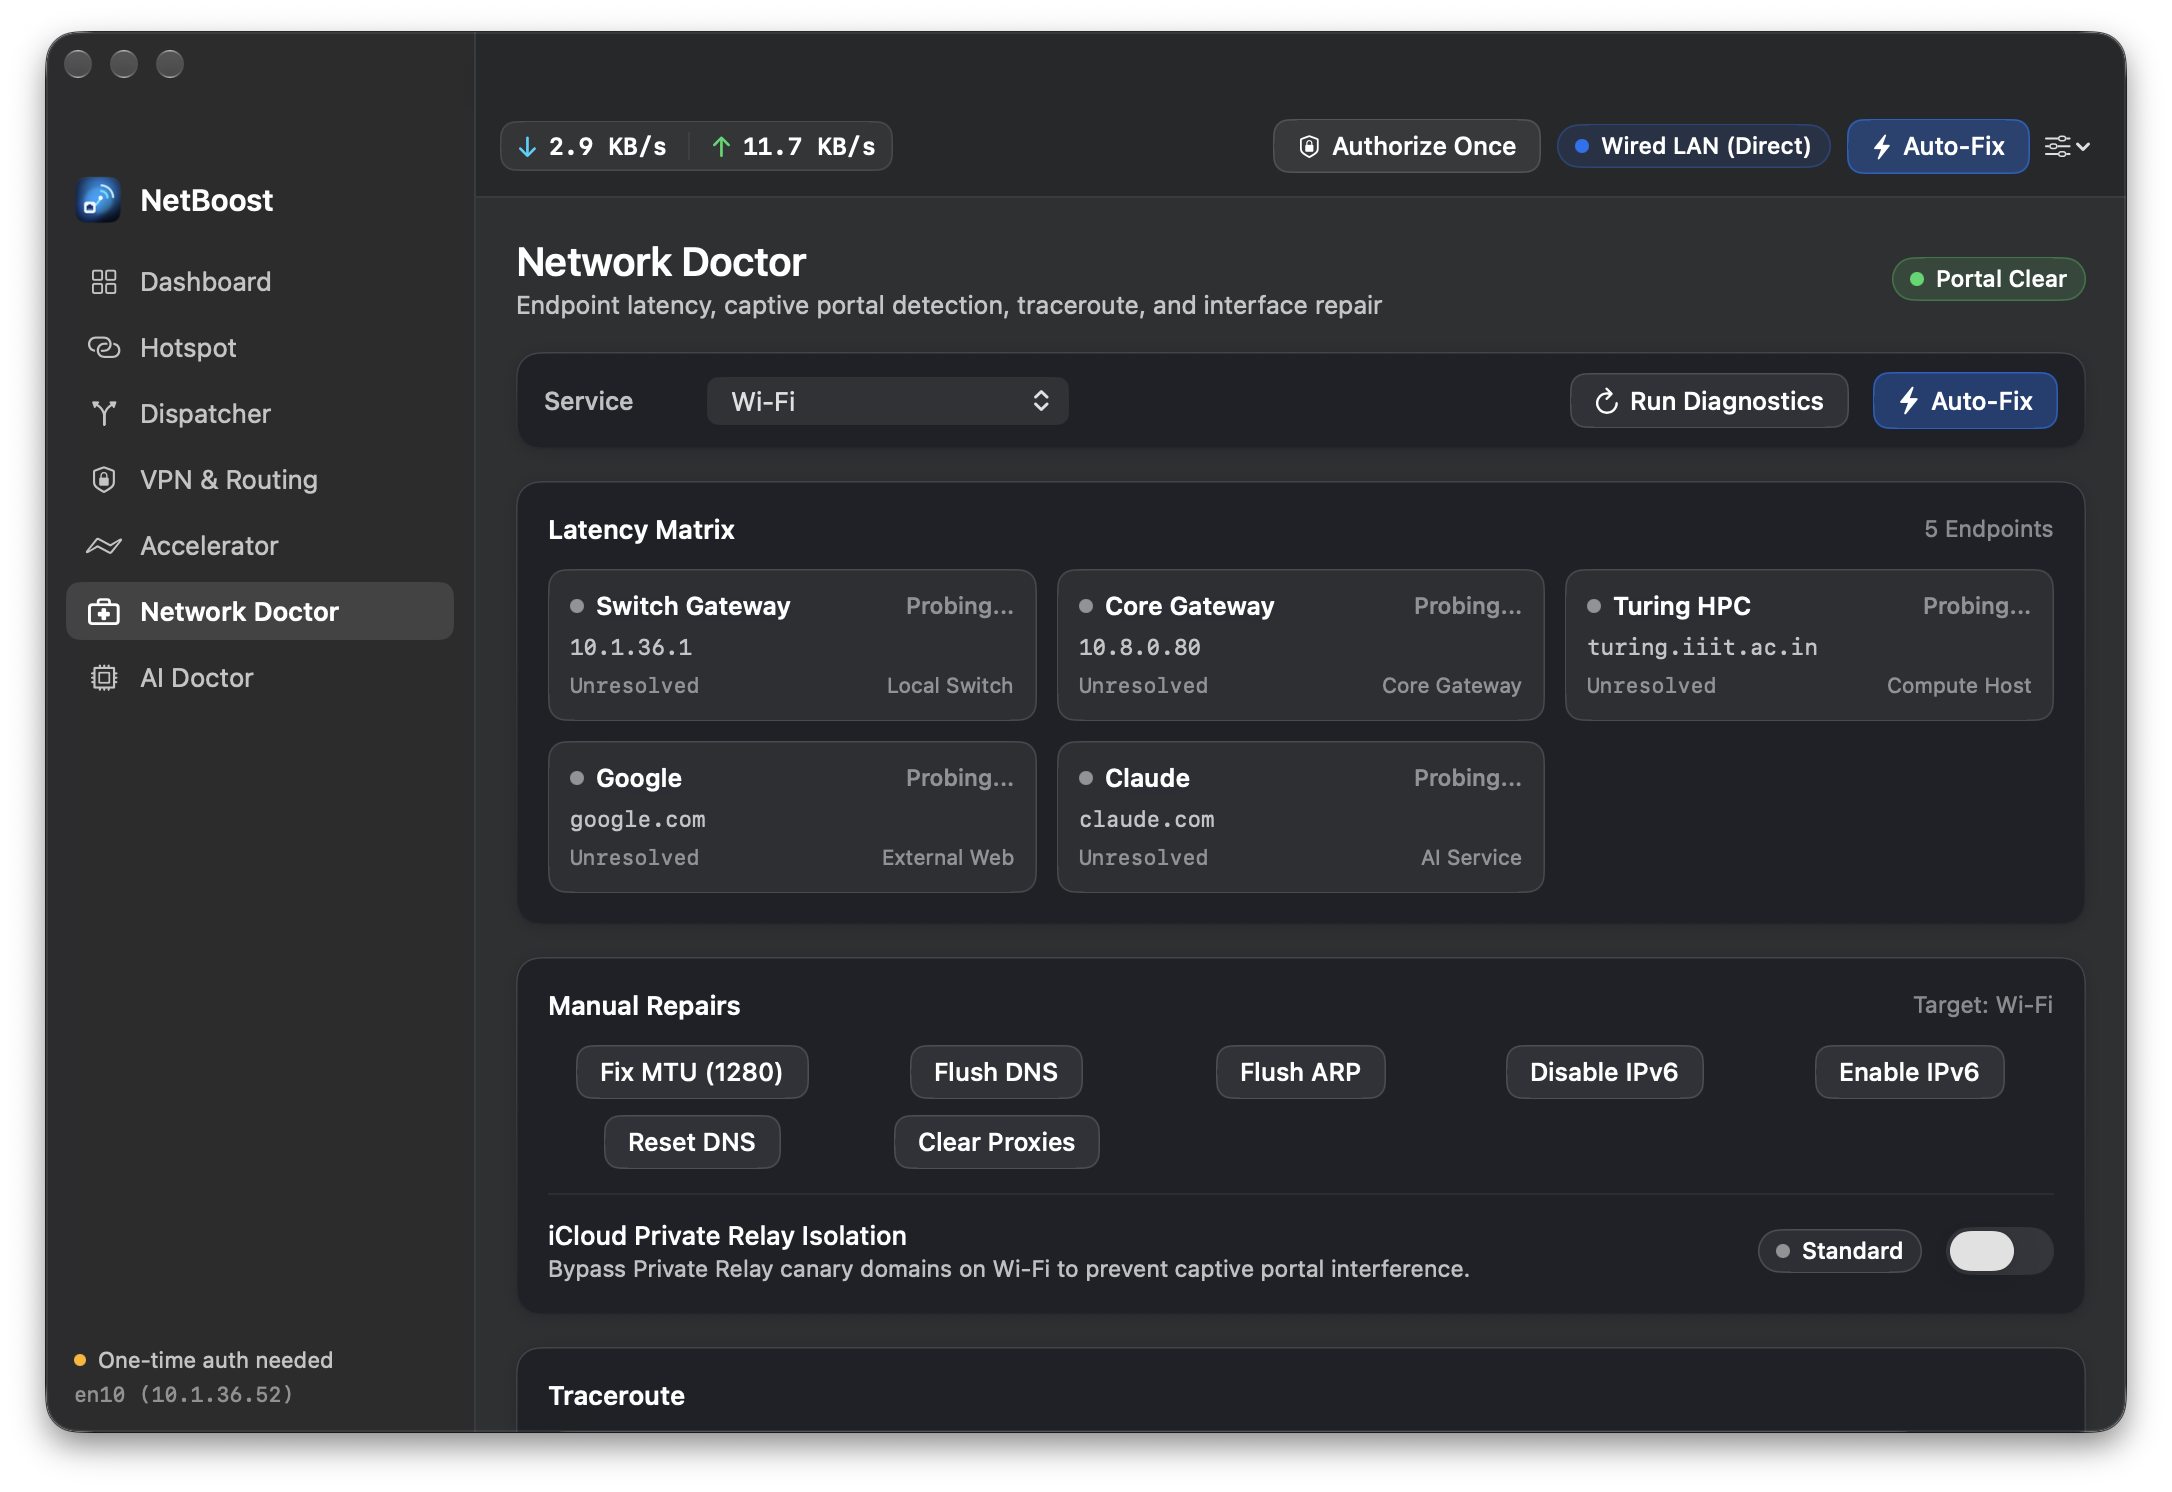 NetBoost
Dashboard
Hotspot
Dispatcher
VPN & Routing
Accelerator
Network Doctor
AI Doctor
One-time auth needed
en10 (10.1.36.52)
↓ 2.9 KB/s ↑ 11.7 KB/s
Authorize Once
Wired LAN (Direct)
Auto-Fix
Network Doctor
Endpoint latency, captive portal detection, traceroute, and interface repair
Portal Clear
Service Wi-Fi Run Diagnostics Auto-Fix
Latency Matrix 5 Endpoints
Switch Gateway Probing...
10.1.36.1
Unresolved Local Switch
Core Gateway Probing...
10.8.0.80
Unresolved Core Gateway
Turing HPC Probing...
turing.iiit.ac.in
Unresolved Compute Host
Google Probing...
google.com
Unresolved External Web
Claude Probing...
claude.com
Unresolved AI Service
Manual Repairs Target: Wi-Fi
Fix MTU (1280) Flush DNS Flush ARP Disable IPv6 Enable IPv6
Reset DNS Clear Proxies
iCloud Private Relay Isolation
Bypass Private Relay canary domains on Wi-Fi to prevent captive portal interference.
Standard
Traceroute